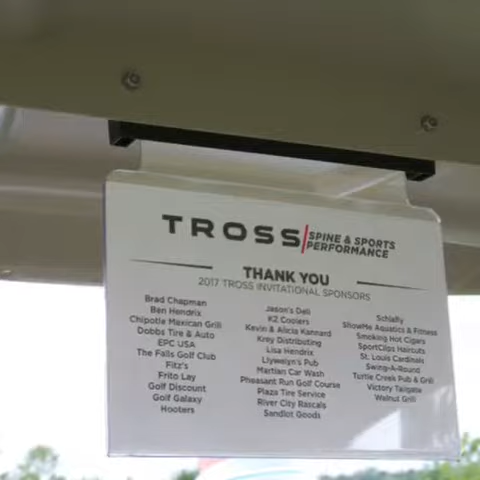 TROSS SPINE & SPORTS
PERFORMANCE
THANK YOU
2017 TROSS INVITATIONAL SPONSORS
Brad Chapman
Ben Hendrix
Chipotle Mexican Grill
Dobbs Tire & Auto
EPC USA
The Falls Golf Club
Fitz's
Frito Lay
Golf Discount
Golf Galaxy
Hooters
Jason's Deli
K2 Coolers
Kevin & Alicia Kannard
Krey Distributing
Lisa Hendrix
Llywelyn's Pub
Martian Car Wash
Pheasant Run Golf Course
Plaza Tire Service
River City Rascals
Sandlot Goods
Schlafly
ShowMe Aquatics & Fitness
Smoking Hot Cigars
SportClips Haircuts
St. Louis Cardinals
Swing-A-Round
Turtle Creek Pub & Grill
Victory Tailgate
Walnut Grill